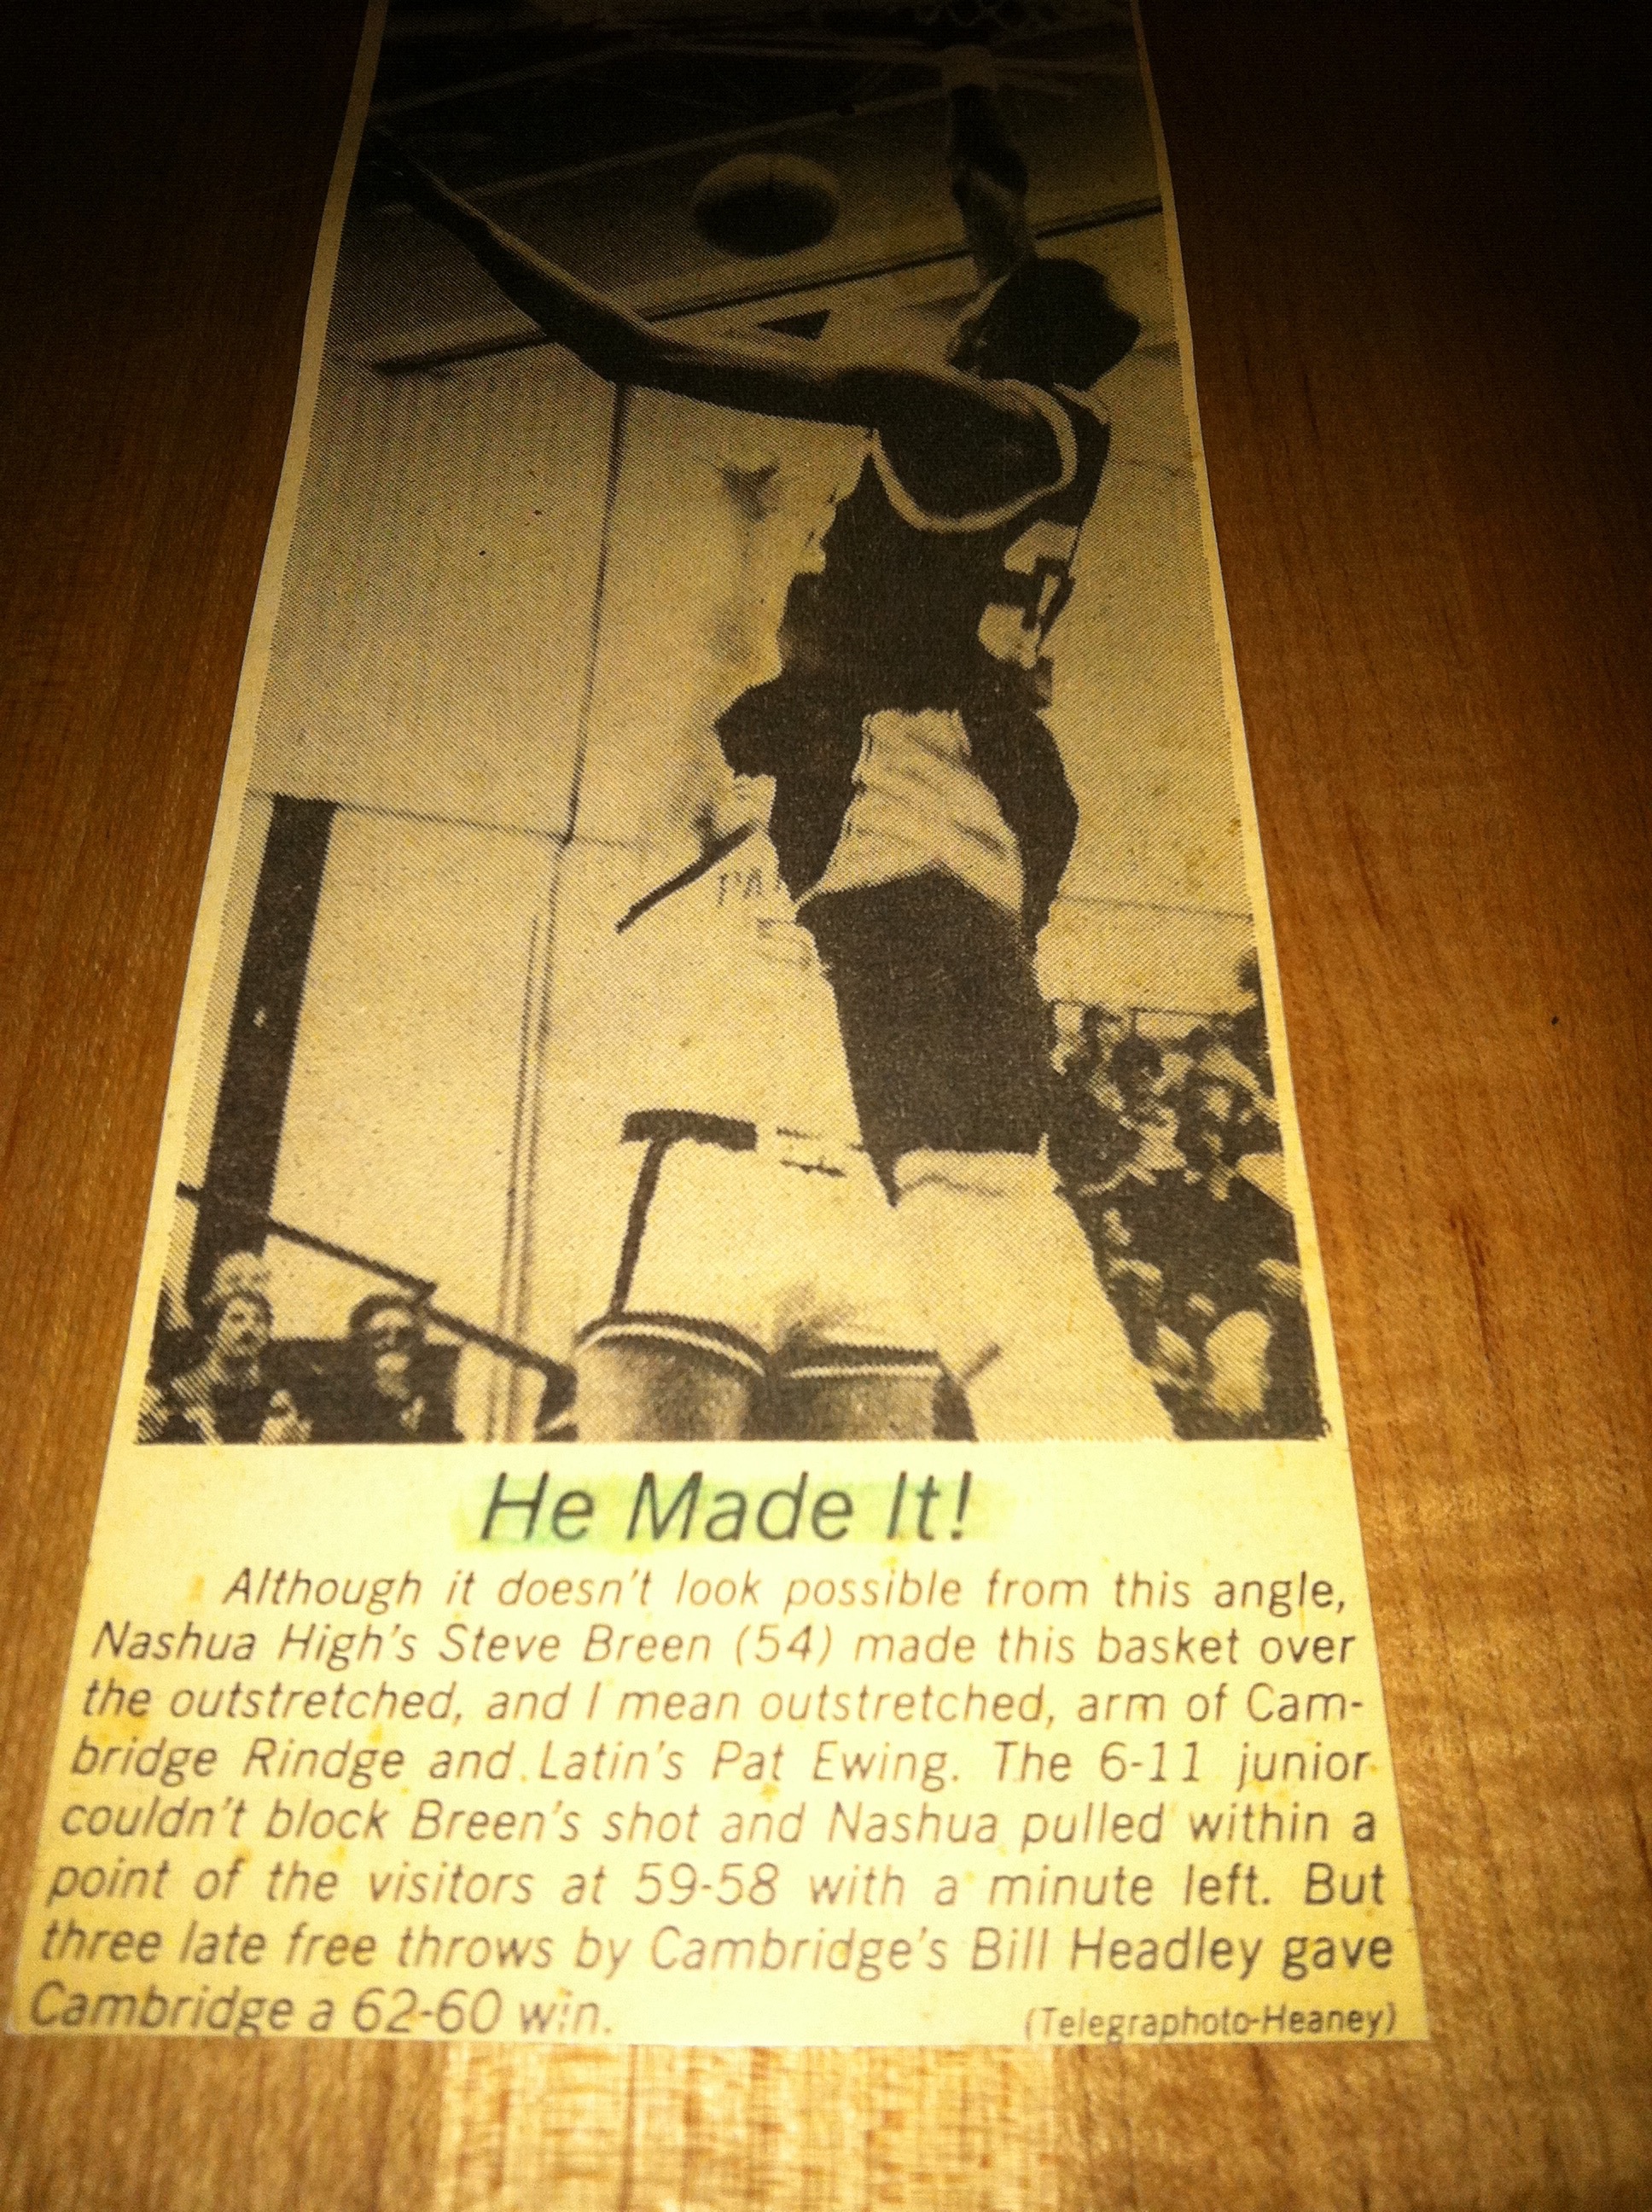 He Made It!
Although it doesn't look possible from this angle,
Nashua High's Steve Breen (54) made this basket over
the outstretched, and I mean outstretched, arm of Cam-
bridge Rindge and Latin's Pat Ewing. The 6-11 junior
couldn't block Breen's shot and Nashua pulled within a
point of the visitors at 59-58 with a minute left. But
three late free throws by Cambridge's Bill Headley gave
Cambridge a 62-60 win.
(Telegraphoto-Heaney)